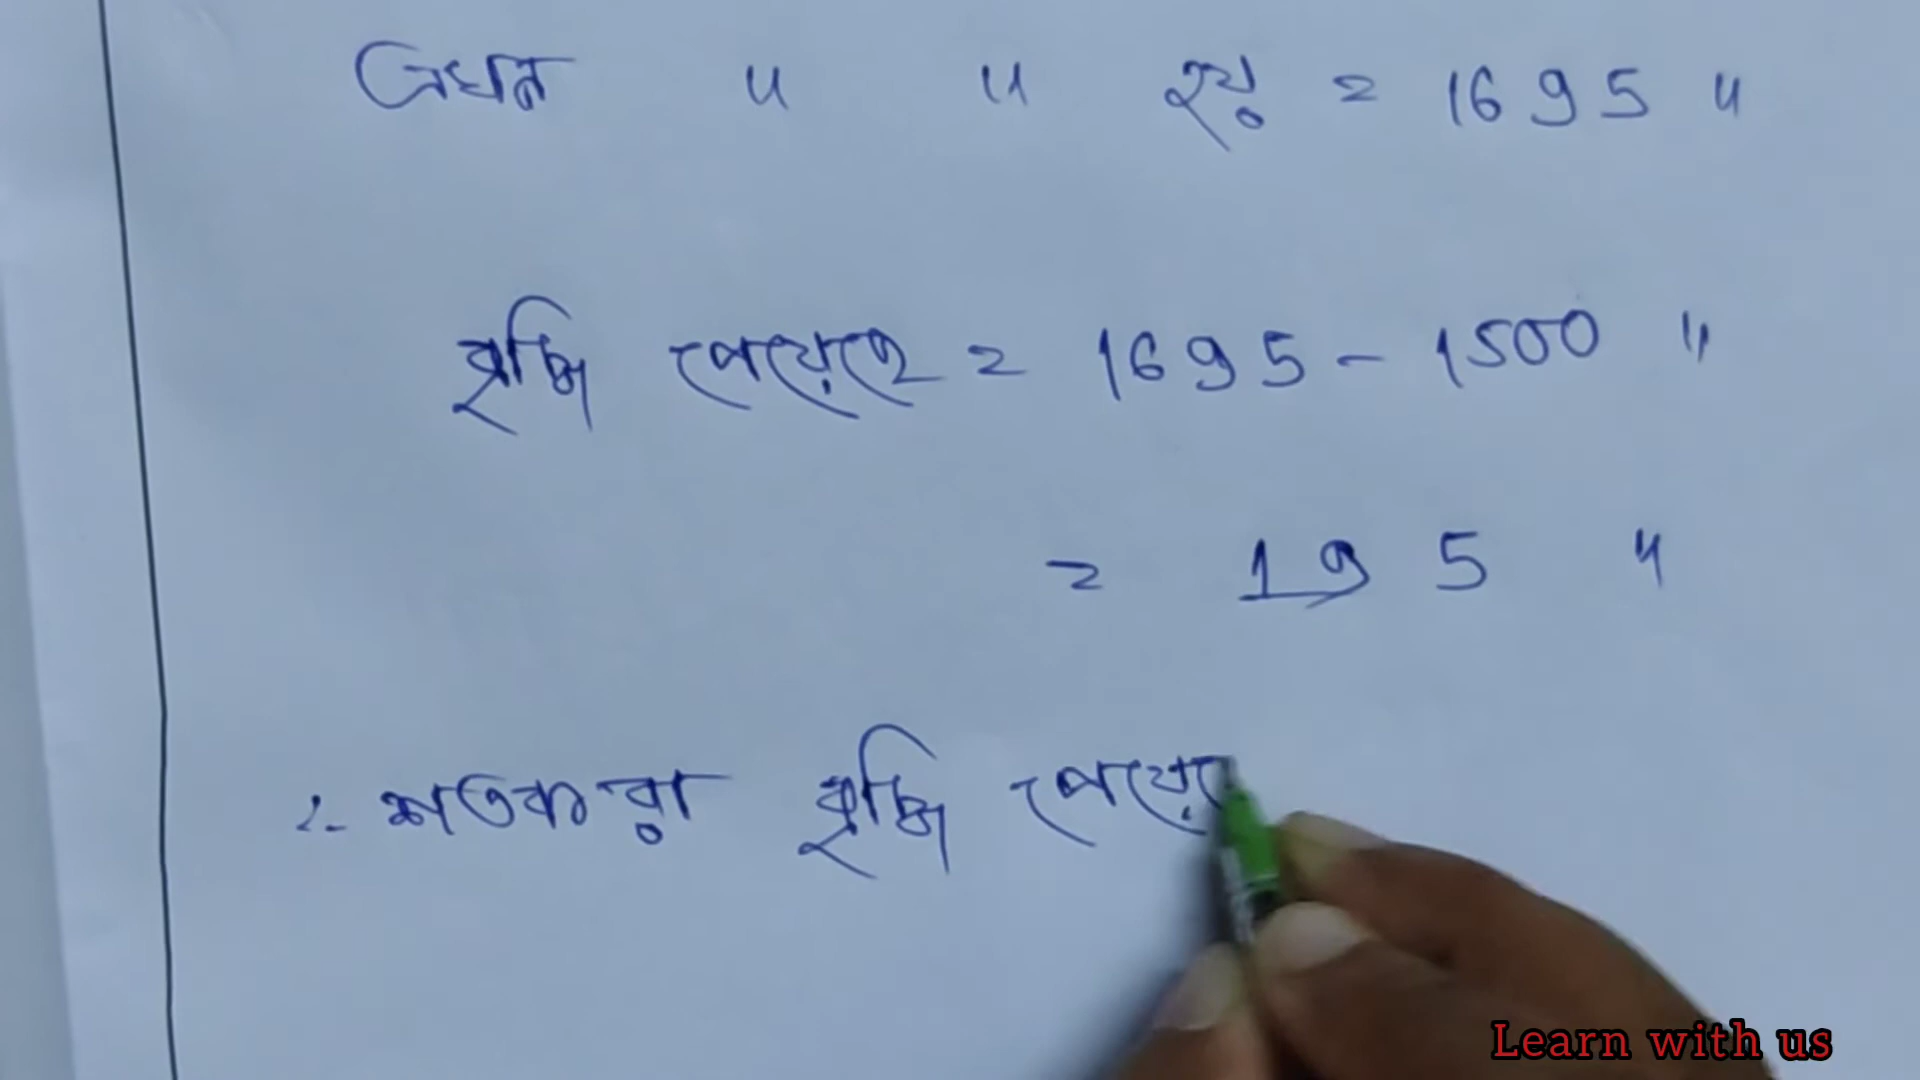 এখন " " হয় = 1695 "
বৃদ্ধি পেয়েছে = 1695 - 1500 "
= 195 "
∴ শতকরা বৃদ্ধি পেয়ে
Learn with us